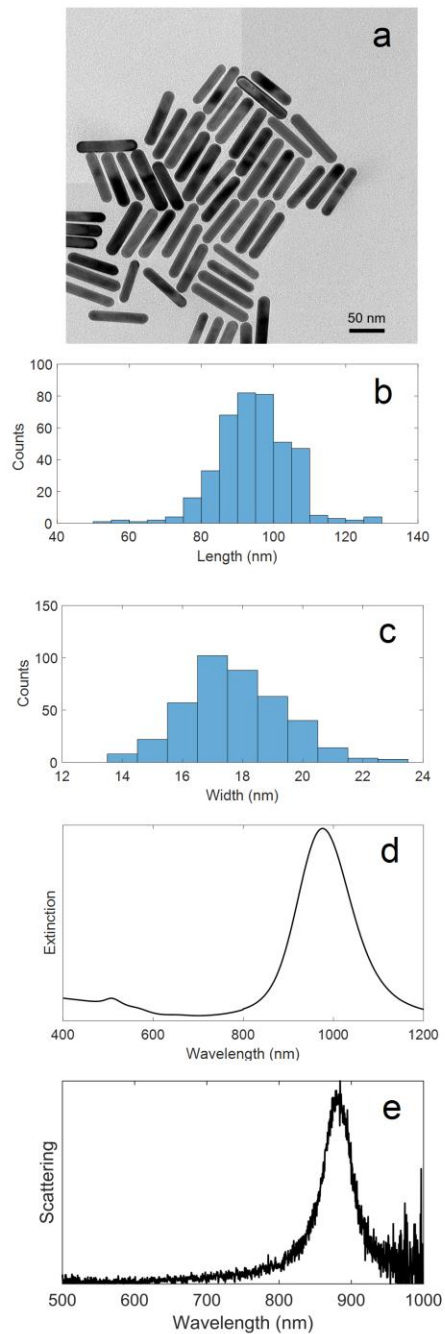 a
50 nm
b
100
80
60
40
20
0
Counts
40 60 80 100 120 140
Length (nm)
c
150
100
50
0
Counts
12 14 16 18 20 22 24
Width (nm)
d
Extinction
400 600 800 1000 1200
Wavelength (nm)
e
Scattering
500 600 700 800 900 1000
Wavelength (nm)